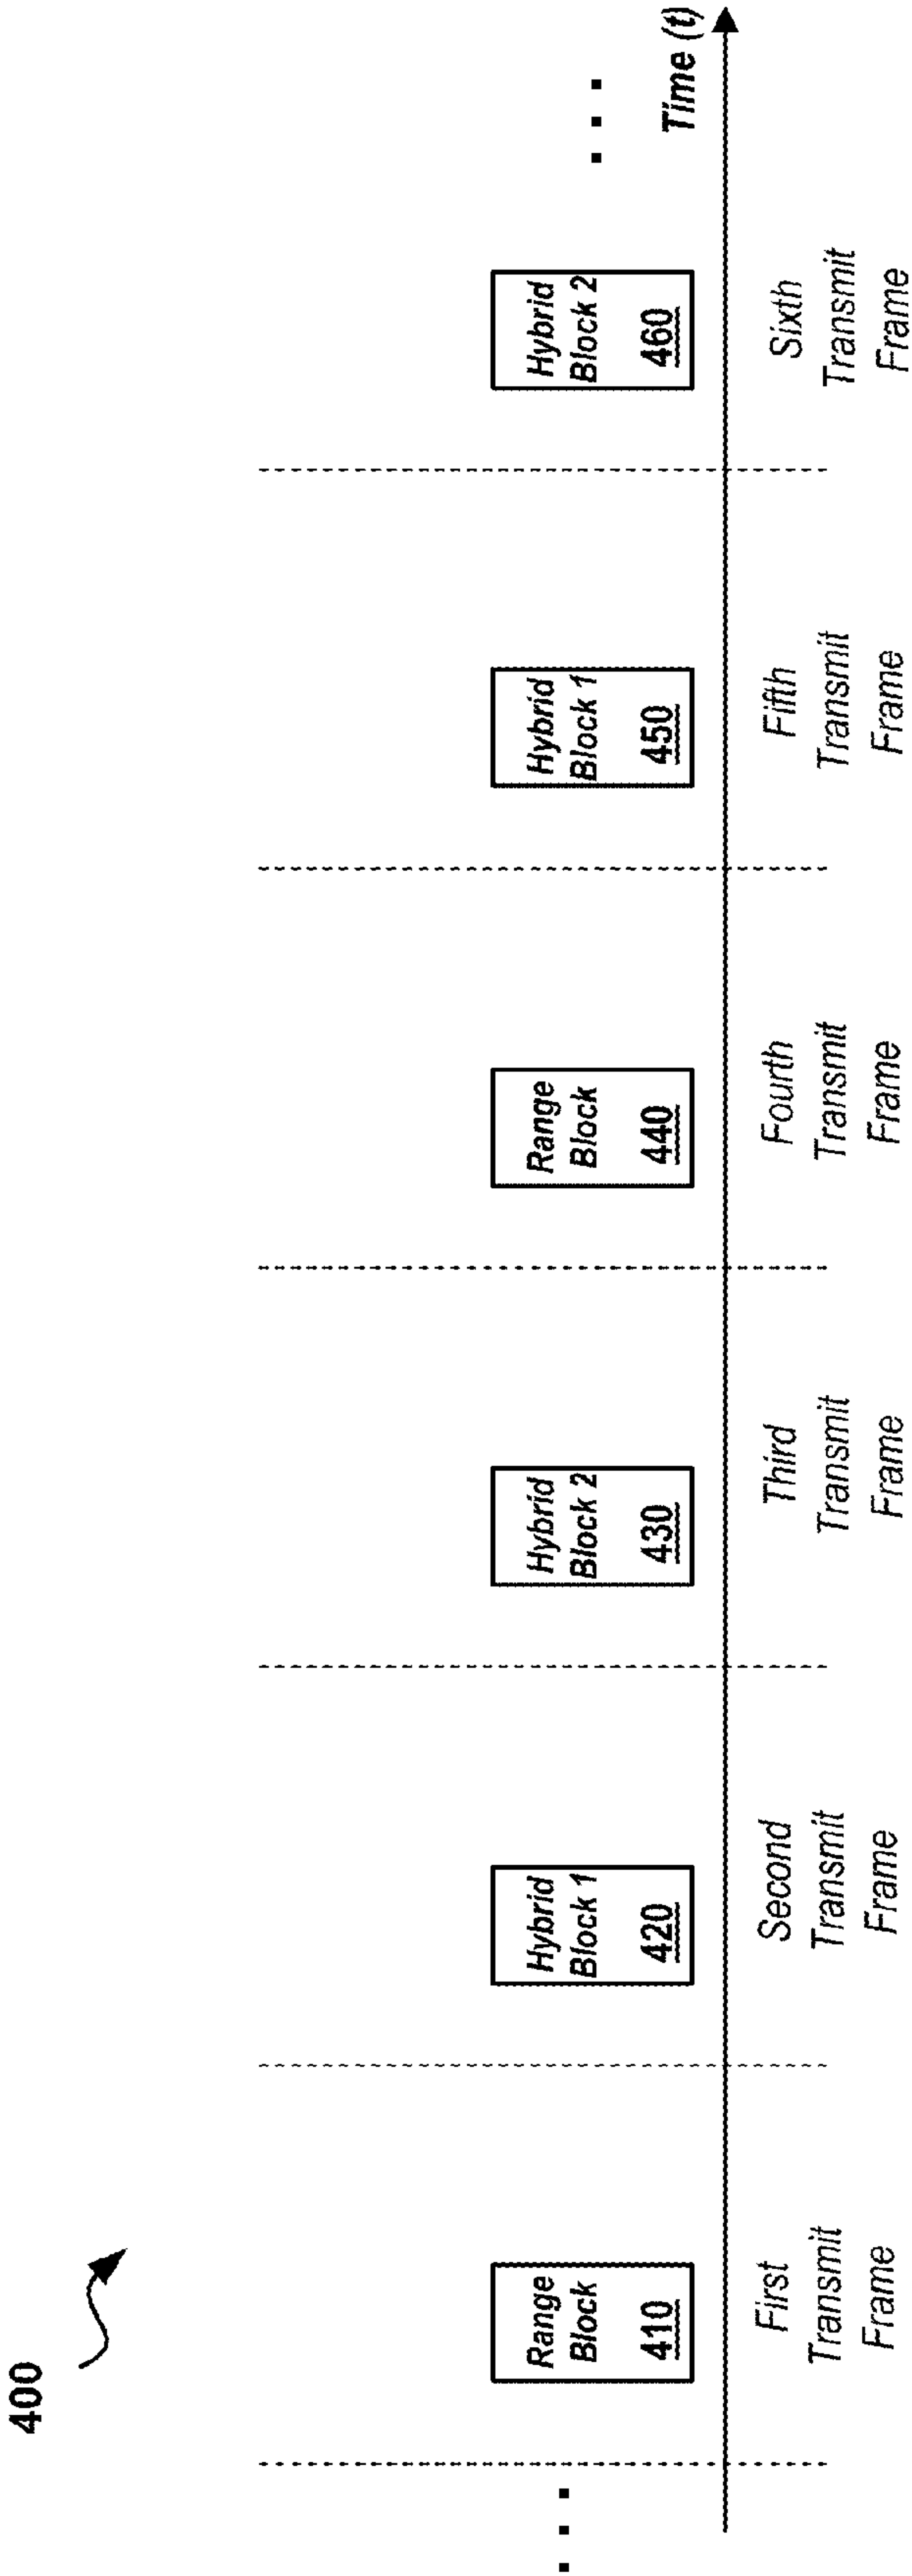 400
Range
Block
410
Hybrid
Block 1
420
Hybrid
Block 2
430
Range
Block
440
Hybrid
Block 1
450
Hybrid
Block 2
460
. . .
. . .
Time (t)
First
Transmit
Frame
Second
Transmit
Frame
Third
Transmit
Frame
Fourth
Transmit
Frame
Fifth
Transmit
Frame
Sixth
Transmit
Frame